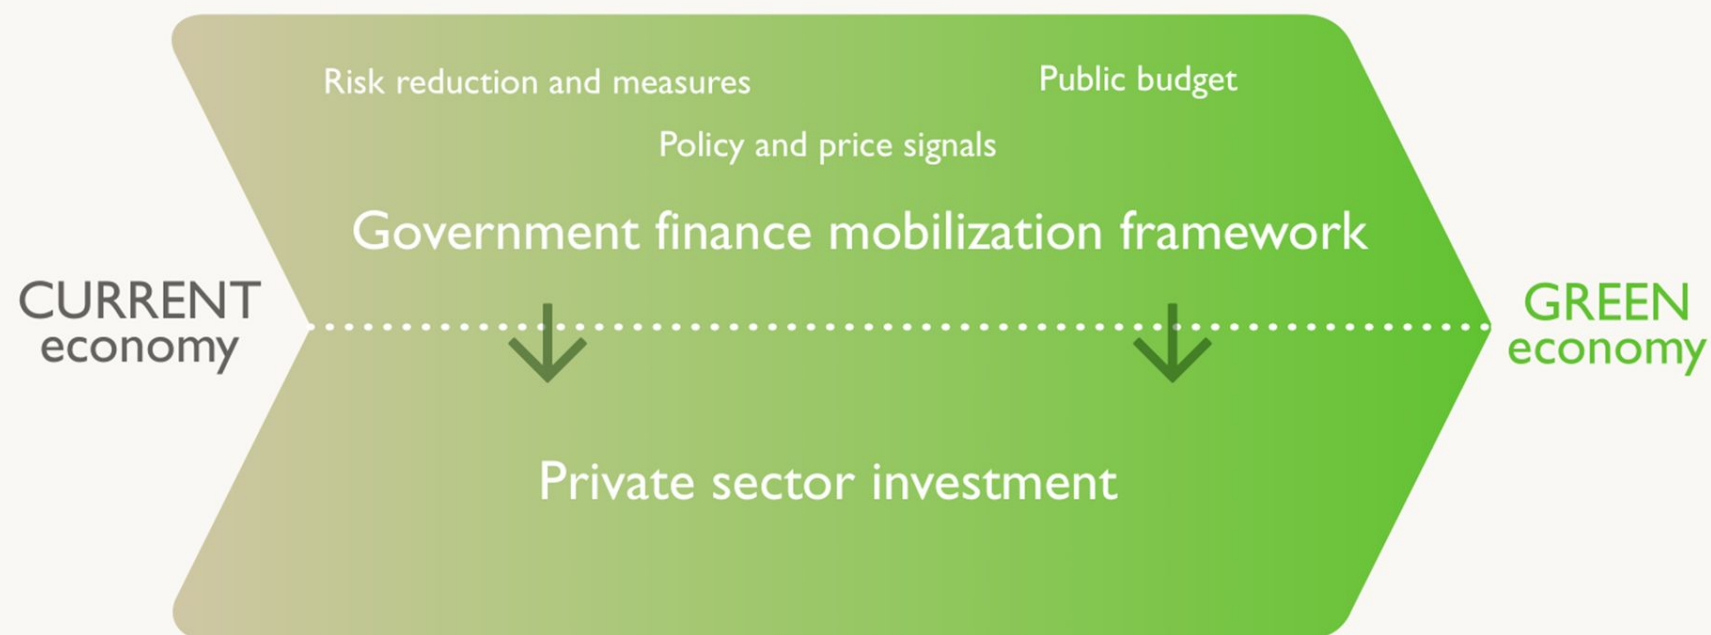 Risk reduction and measures
Public budget
Policy and price signals
Government finance mobilization framework
CURRENT
economy
GREEN
economy
Private sector investment